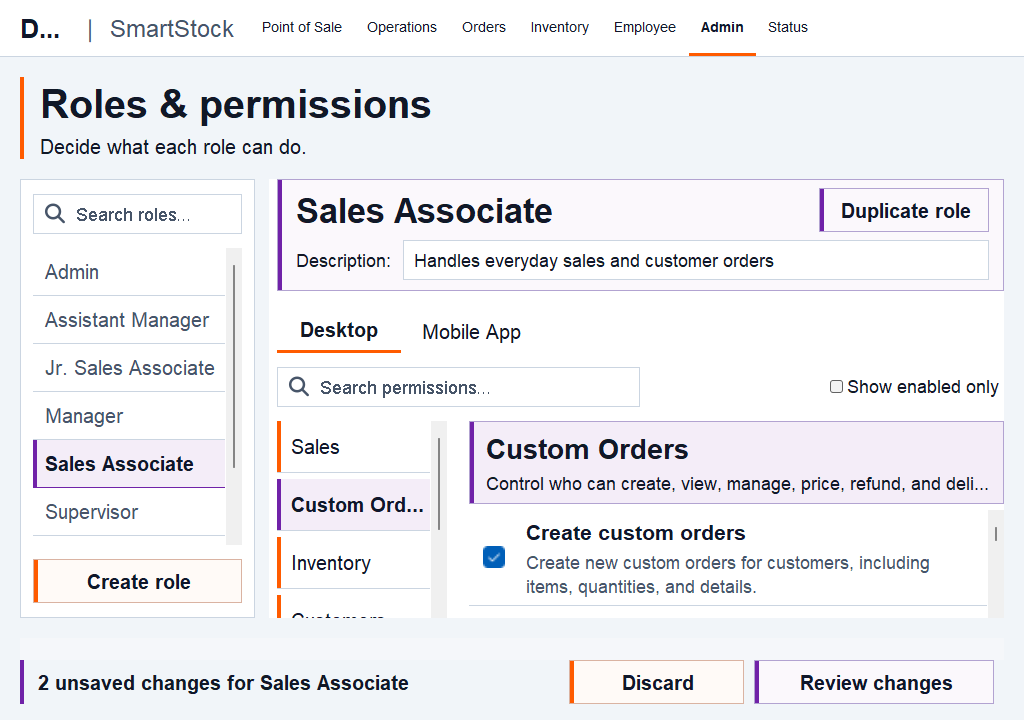 D... | SmartStock Point of Sale Operations Orders Inventory Employee Admin Status
Roles & permissions
Decide what each role can do.
Search roles...
Admin
Assistant Manager
Jr. Sales Associate
Manager
Sales Associate
Supervisor
Create role
Sales Associate
Duplicate role
Description: Handles everyday sales and customer orders
Desktop Mobile App
Search permissions...
Show enabled only
Sales
Custom Ord...
Inventory
Customers
Custom Orders
Control who can create, view, manage, price, refund, and deli...
Create custom orders
Create new custom orders for customers, including
items, quantities, and details.
2 unsaved changes for Sales Associate
Discard
Review changes